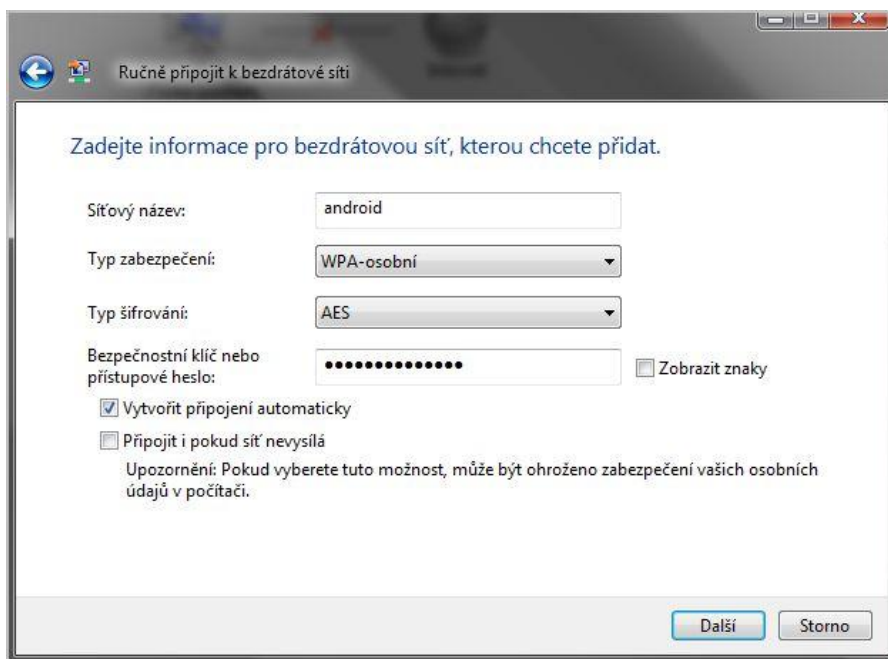 Ručně připojit k bezdrátové síti
Zadejte informace pro bezdrátovou síť, kterou chcete přidat.
Síťový název:
android
Typ zabezpečení:
WPA-osobní
Typ šifrování:
AES
Bezpečnostní klíč nebo
přístupové heslo:
●●●●●●●●●●●●●●
Zobrazit znaky
Vytvořit připojení automaticky
Připojit i pokud síť nevysílá
Upozornění: Pokud vyberete tuto možnost, může být ohroženo zabezpečení vašich osobních
údajů v počítači.
Další
Storno